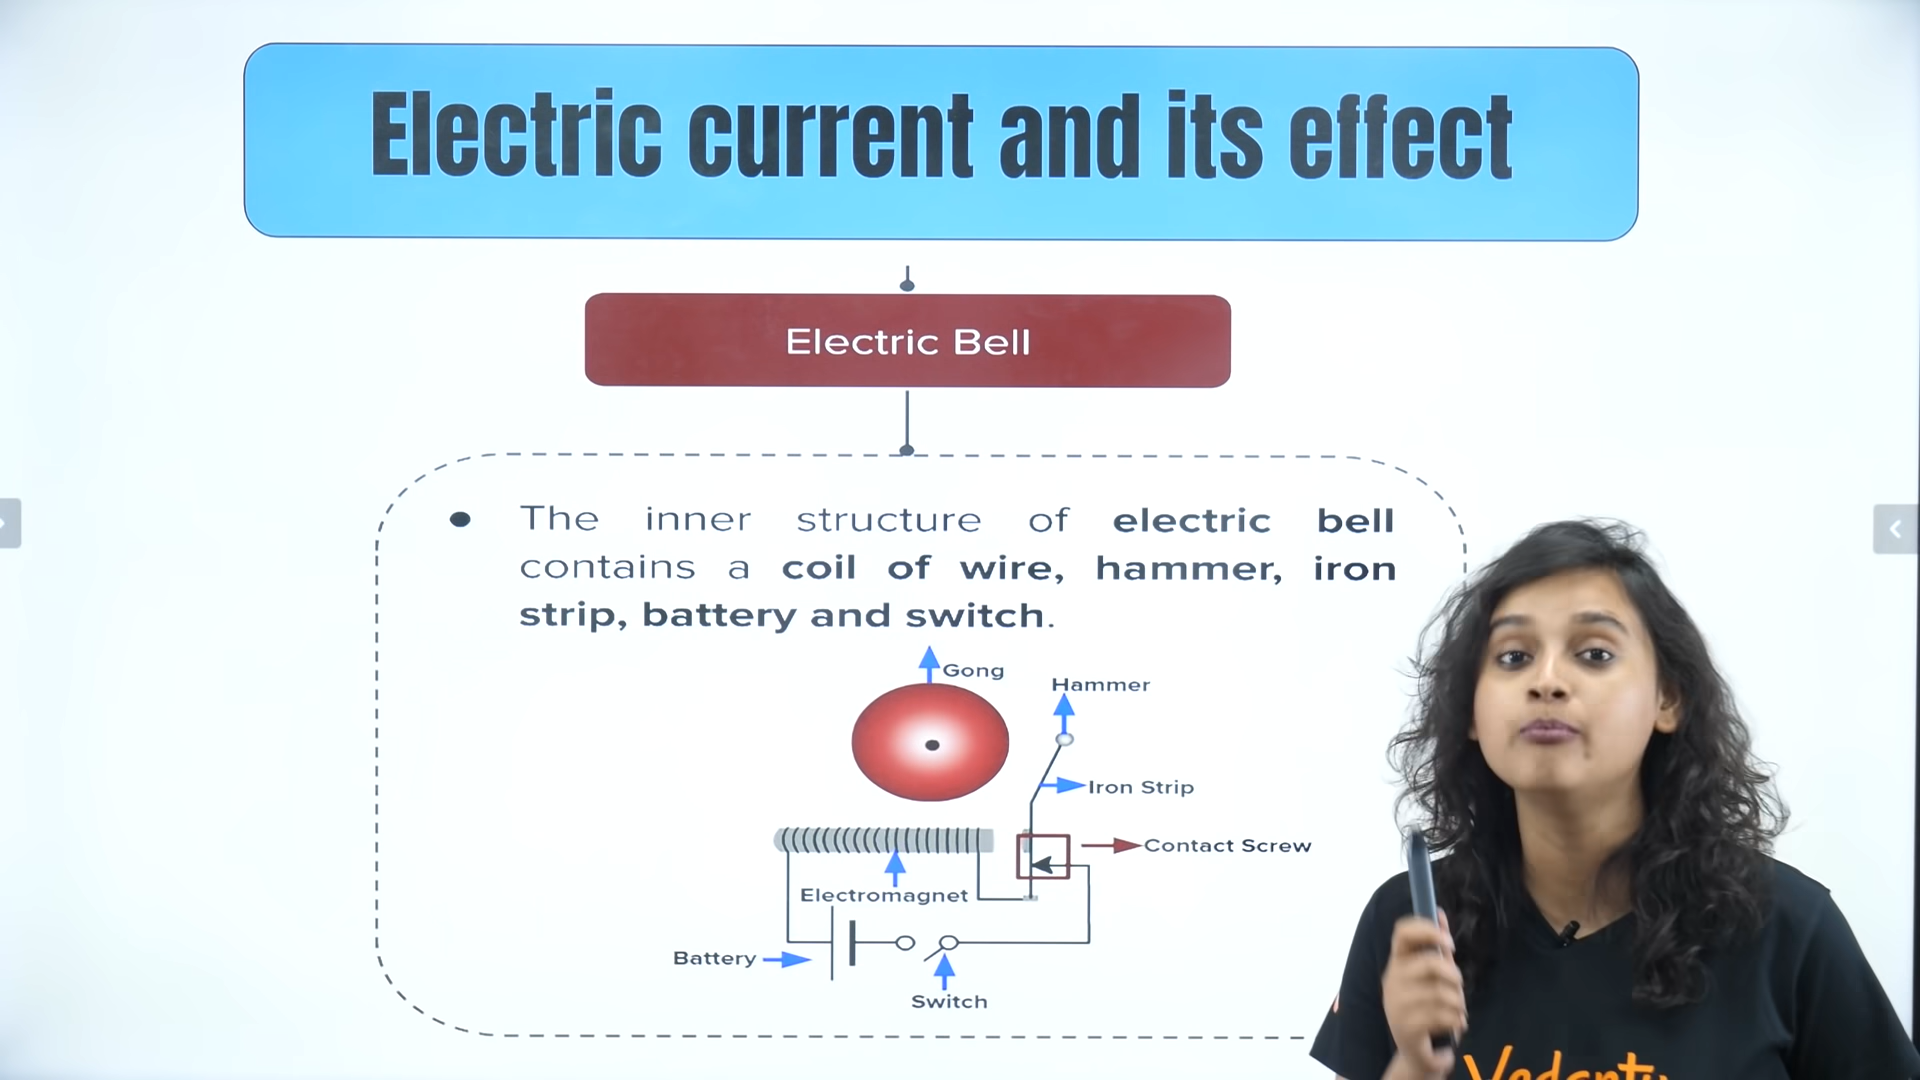 Electric current and its effect
Electric Bell
The inner structure of electric bell
contains a coil of wire, hammer, iron
strip, battery and switch.
Gong
Hammer
Iron Strip
Contact Screw
Electromagnet
Battery
Switch